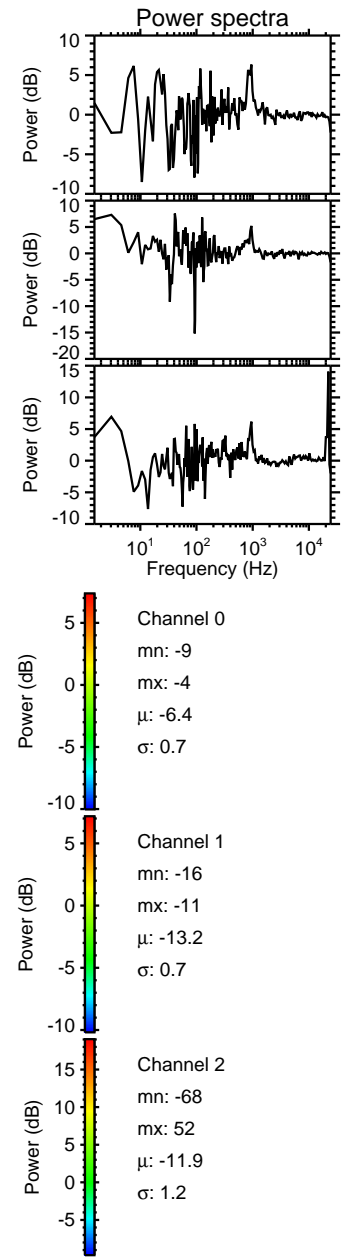 Power spectra
10
5
0
-5
-10
Power (dB)
10
5
0
-5
-10
-15
-20
Power (dB)
15
10
5
0
-5
-10
Power (dB)
10¹ 10² 10³ 10⁴
Frequency (Hz)
5
0
-5
-10
Power (dB)
Channel 0
mn: -9
mx: -4
μ: -6.4
σ: 0.7
5
0
-5
-10
Power (dB)
Channel 1
mn: -16
mx: -11
μ: -13.2
σ: 0.7
15
10
5
0
-5
Power (dB)
Channel 2
mn: -68
mx: 52
μ: -11.9
σ: 1.2